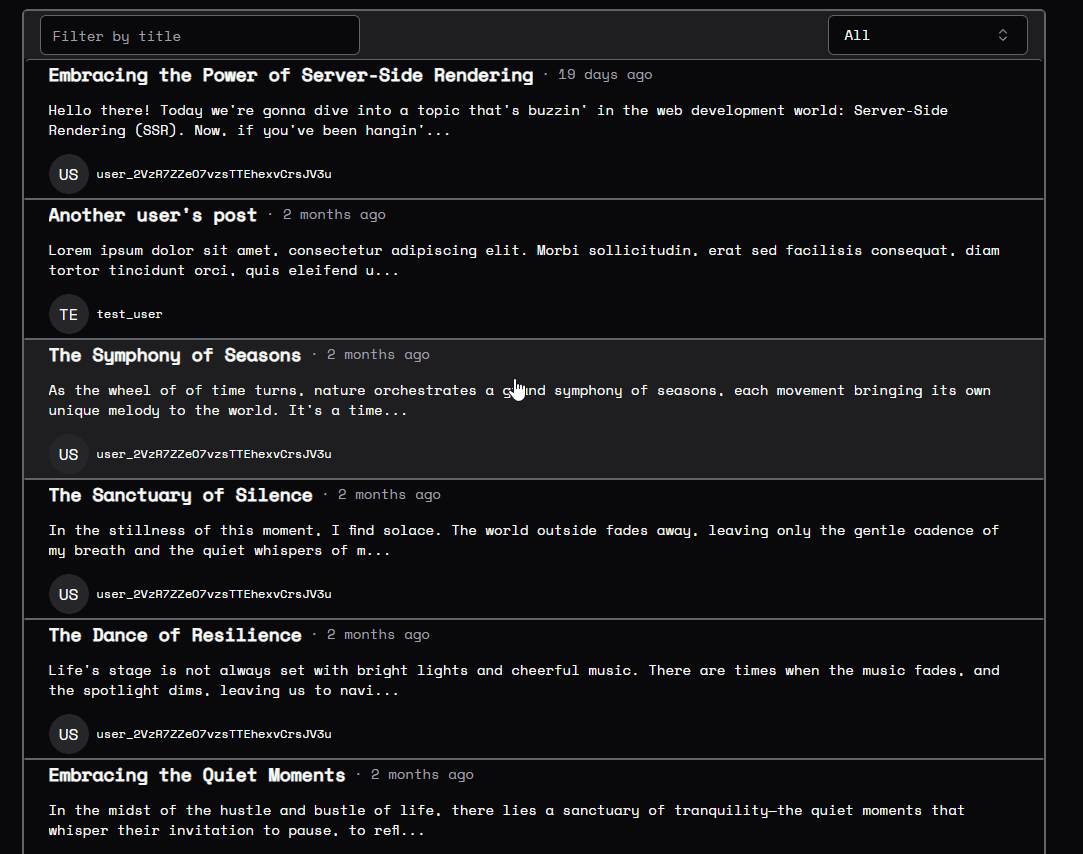 Filter by title
All
Embracing the Power of Server-Side Rendering · 19 days ago
Hello there! Today we're gonna dive into a topic that's buzzin' in the web development world: Server-Side
Rendering (SSR). Now, if you've been hangin'...
US user_2VzR7ZZeO7vzsTTEhexvCrsJV3u
Another user's post · 2 months ago
Lorem ipsum dolor sit amet, consectetur adipiscing elit. Morbi sollicitudin, erat sed facilisis consequat, diam
tortor tincidunt orci, quis eleifend u...
TE test_user
The Symphony of Seasons · 2 months ago
As the wheel of of time turns, nature orchestrates a grand symphony of seasons, each movement bringing its own
unique melody to the world. It's a time...
US user_2VzR7ZZeO7vzsTTEhexvCrsJV3u
The Sanctuary of Silence · 2 months ago
In the stillness of this moment, I find solace. The world outside fades away, leaving only the gentle cadence of
my breath and the quiet whispers of m...
US user_2VzR7ZZeO7vzsTTEhexvCrsJV3u
The Dance of Resilience · 2 months ago
Life's stage is not always set with bright lights and cheerful music. There are times when the music fades, and
the spotlight dims, leaving us to navi...
US user_2VzR7ZZeO7vzsTTEhexvCrsJV3u
Embracing the Quiet Moments · 2 months ago
In the midst of the hustle and bustle of life, there lies a sanctuary of tranquility—the quiet moments that
whisper their invitation to pause, to refl...